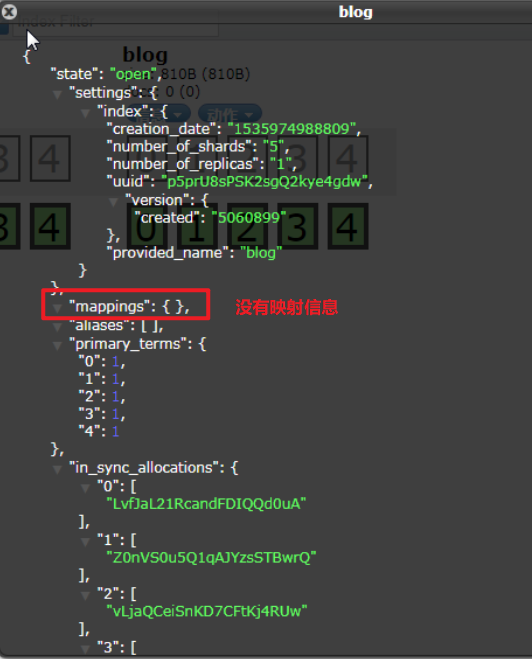 blog
Index Filter
blog
810B (810B)
0 (0)
动作
{
"state": "open",
"settings": {
"index": {
"creation_date": "1535974988809",
"number_of_shards": "5",
"number_of_replicas": "1",
"uuid": "p5prU8sPSK2sgQ2kye4gdw",
"version": {
"created": "5060899"
},
"provided_name": "blog"
}
},
"mappings": { }, 没有映射信息
"aliases": [ ],
"primary_terms": {
"0": 1,
"1": 1,
"2": 1,
"3": 1,
"4": 1
},
"in_sync_allocations": {
"0": [
"LvfJaL21RcandFDIQQd0uA"
],
"1": [
"Z0nVS0u5Q1qAJYzsSTBwrQ"
],
"2": [
"vLjaQCeiSnKD7CFtKj4RUw"
],
"3": [
3 4
3 4
3 4 0 1 2 3 4